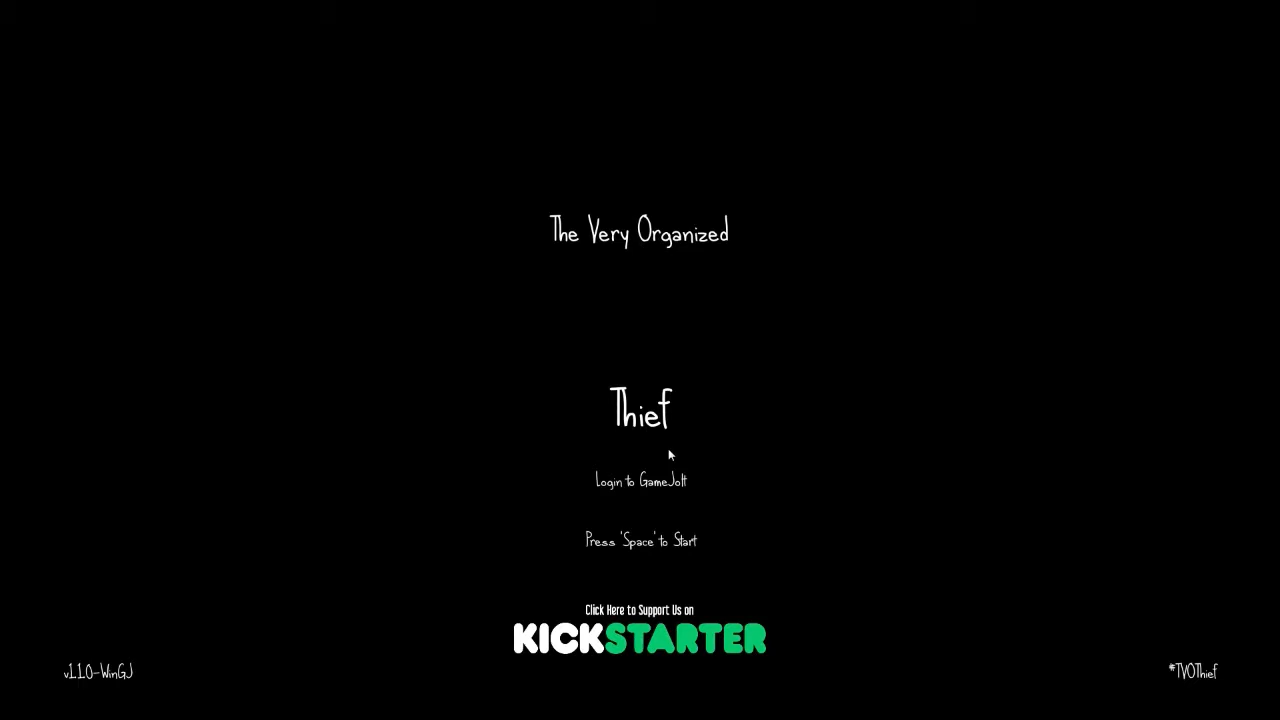 The Very Organized
Thief
Login to GameJolt
Press 'Space' to Start
Click Here to Support Us on
KICKSTARTER
v1.1.0-WinGJ
#TVOThief